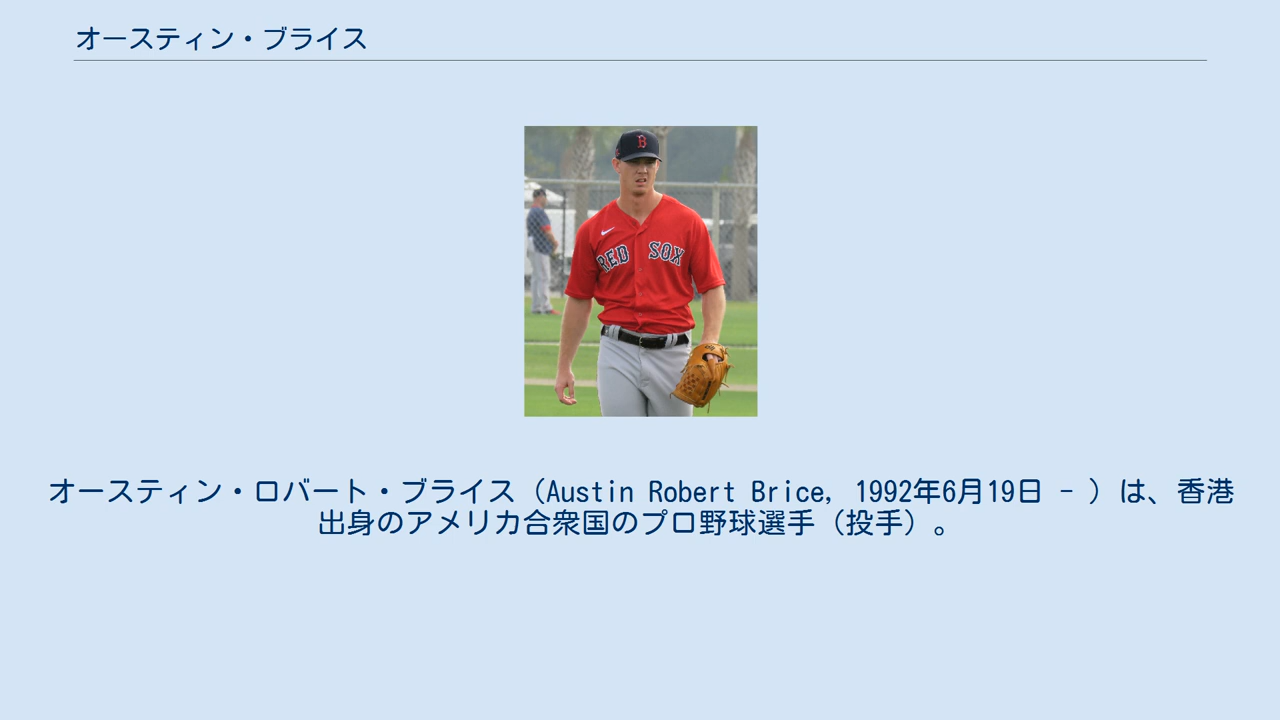 オースティン・ブライス
B
RED SOX
オースティン・ロバート・ブライス（Austin Robert Brice, 1992年6月19日 - ）は、香港
出身のアメリカ合衆国のプロ野球選手（投手）。